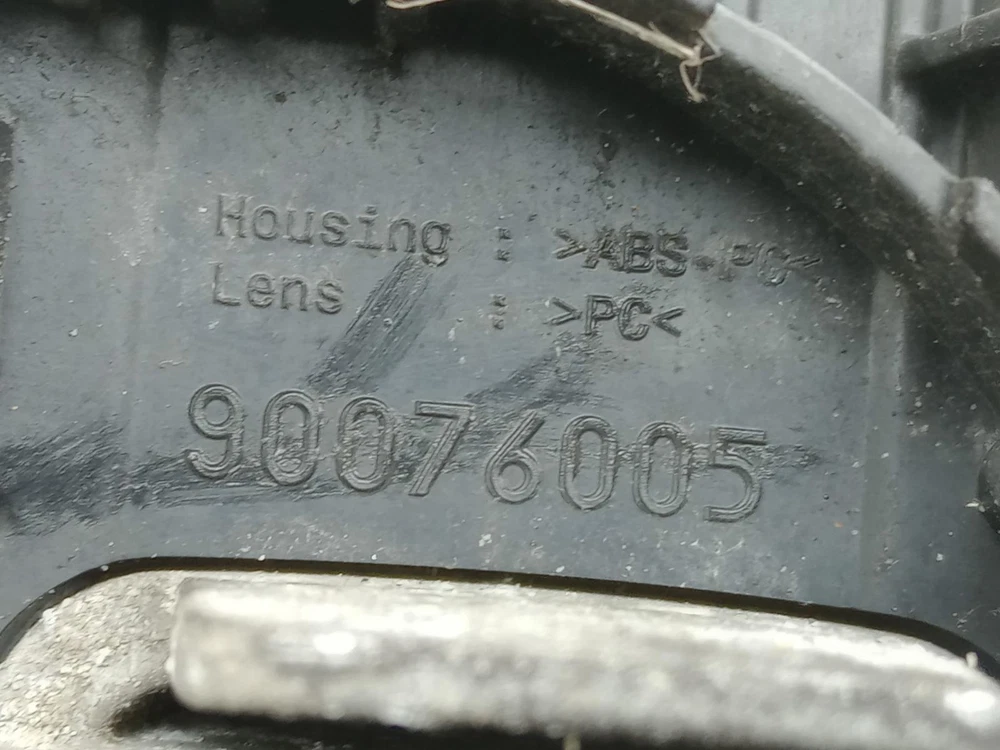 Housing : >ABS+PC<
Lens : >PC<
90076005